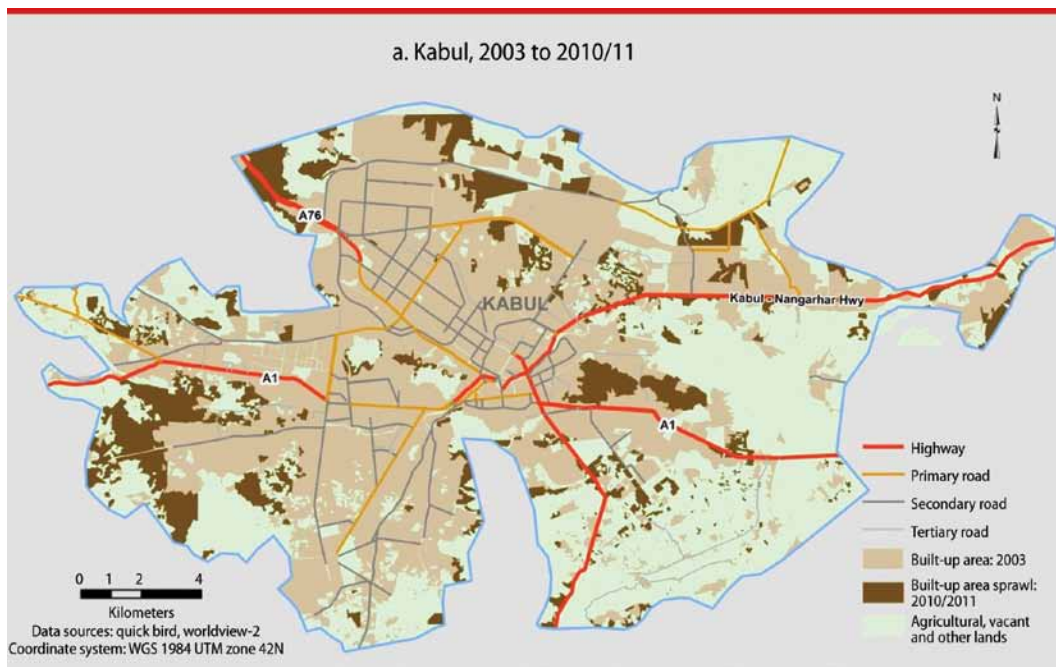 a. Kabul, 2003 to 2010/11
N
A76
KABUL
Kabul - Nangarhar Hwy
A1
A1
Highway
Primary road
Secondary road
Tertiary road
Built-up area: 2003
Built-up area sprawl:
2010/2011
Agricultural, vacant
and other lands
0 1 2 4
Kilometers
Data sources: quick bird, worldview-2
Coordinate system: WGS 1984 UTM zone 42N